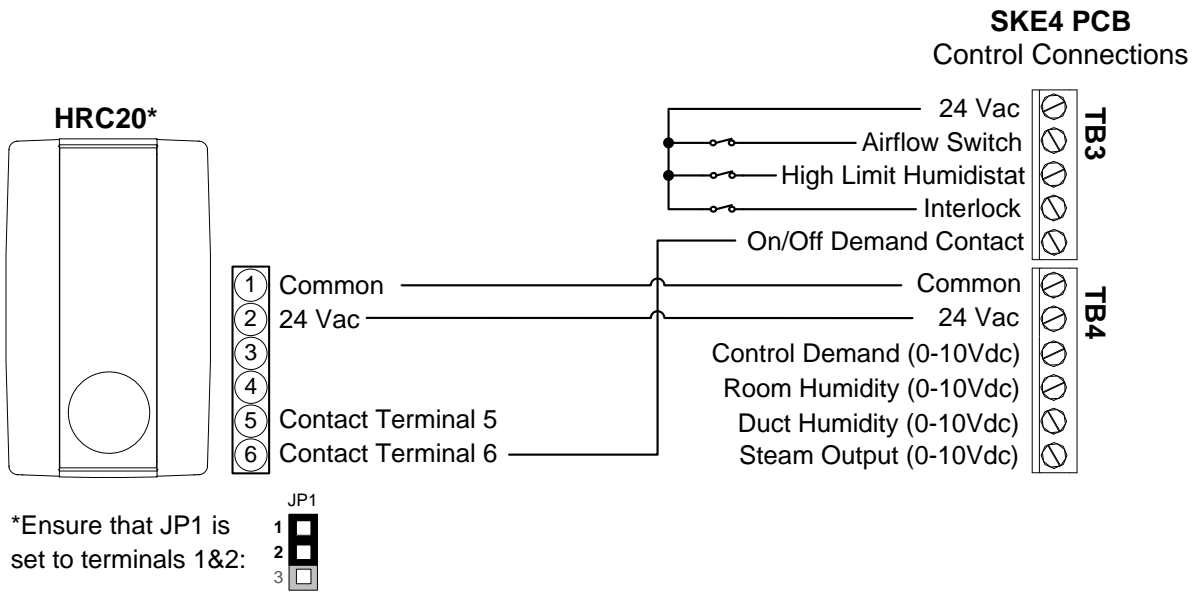 SKE4 PCB
Control Connections
HRC20*
24 Vac
Airflow Switch
High Limit Humidistat
Interlock
On/Off Demand Contact
TB3
1 Common
2 24 Vac
3
4
5 Contact Terminal 5
6 Contact Terminal 6
Common
24 Vac
Control Demand (0-10Vdc)
Room Humidity (0-10Vdc)
Duct Humidity (0-10Vdc)
Steam Output (0-10Vdc)
TB4
*Ensure that JP1 is
set to terminals 1&2:
JP1
1
2
3